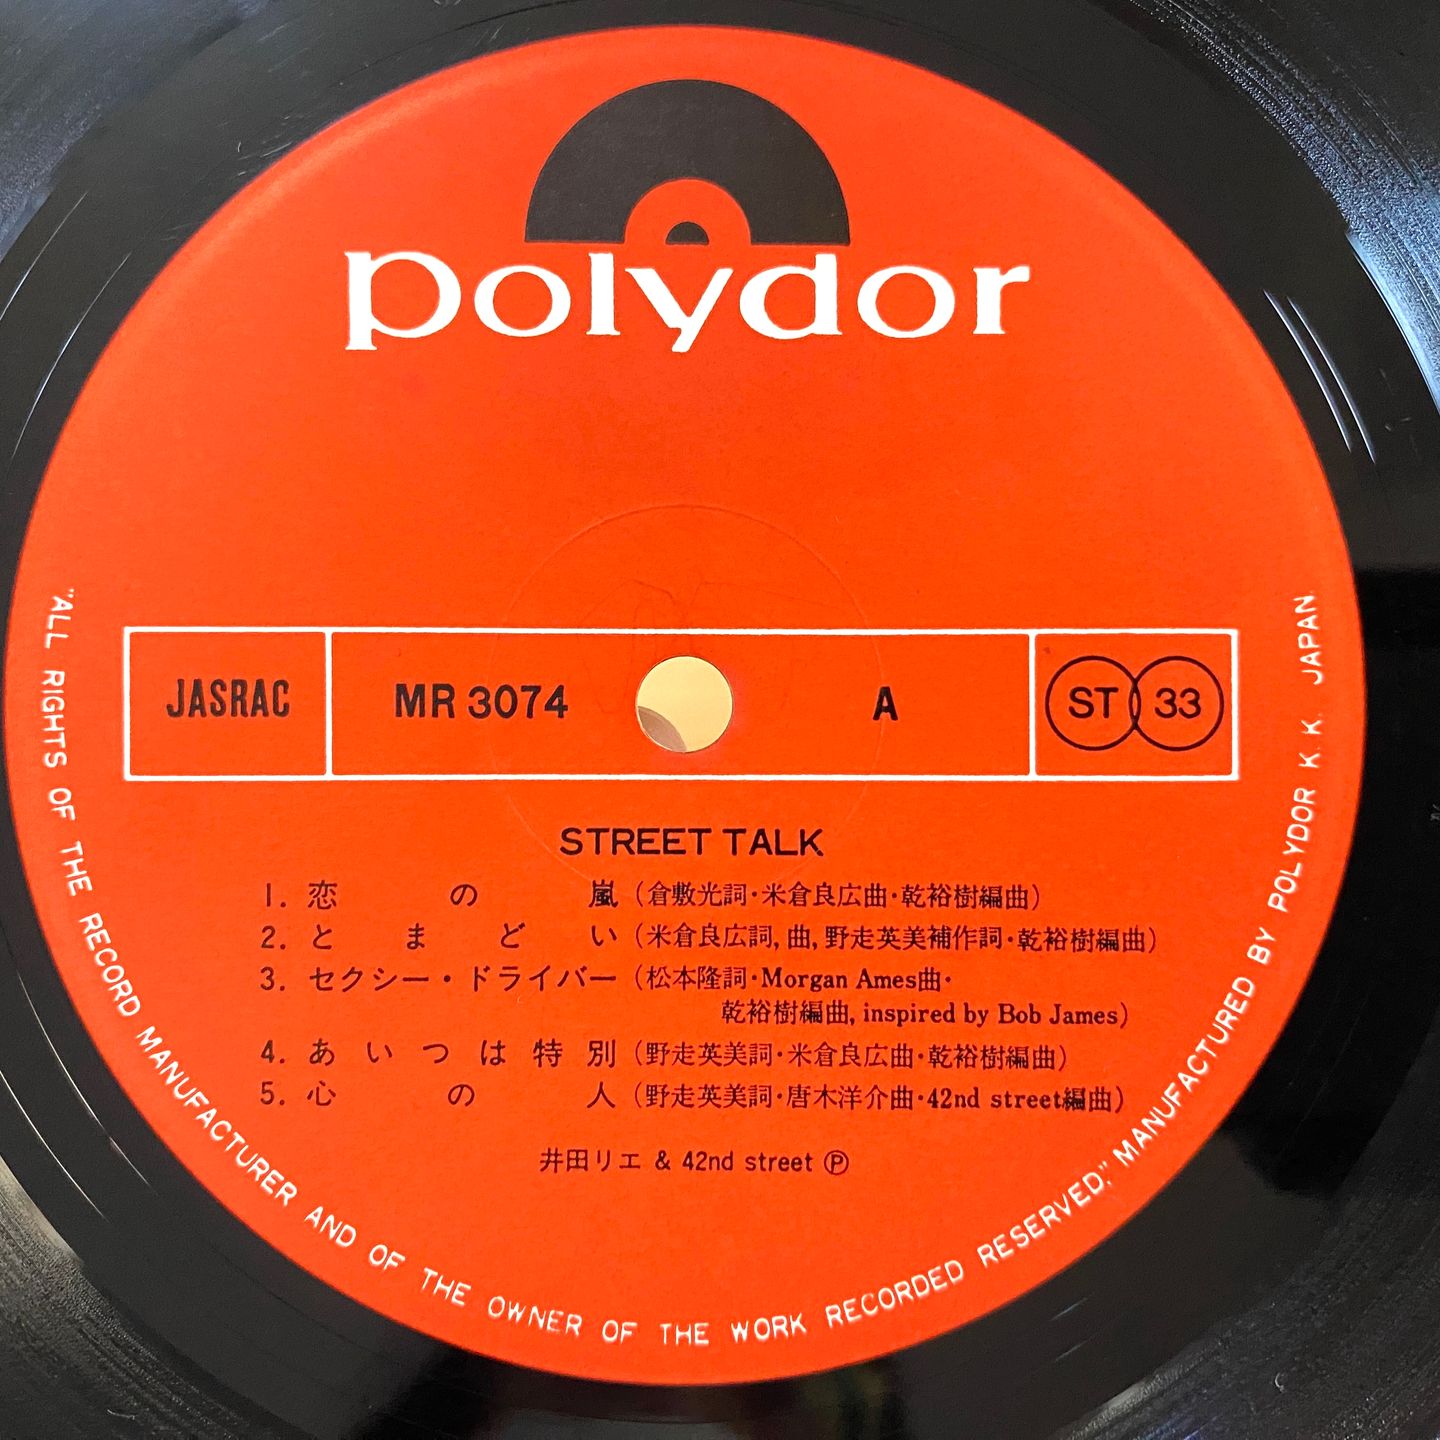 polydor
JASRAC MR 3074 A ST 33
STREET TALK
1. 恋の嵐 (倉敷光詞・米倉良広曲・乾裕樹編曲)
2. とまどい (米倉良広詞, 曲, 野走英美補作詞・乾裕樹編曲)
3. セクシー・ドライバー (松本隆詞・Morgan Ames曲・
乾裕樹編曲, inspired by Bob James)
4. あいつは特別 (野走英美詞・米倉良広曲・乾裕樹編曲)
5. 心の人 (野走英美詞・唐木洋介曲・42nd street編曲)
井田リエ & 42nd street Ⓟ
"ALL RIGHTS OF THE RECORD MANUFACTURER AND OF THE OWNER OF THE WORK RECORDED RESERVED," MANUFACTURED BY POLYDOR K. K. JAPAN